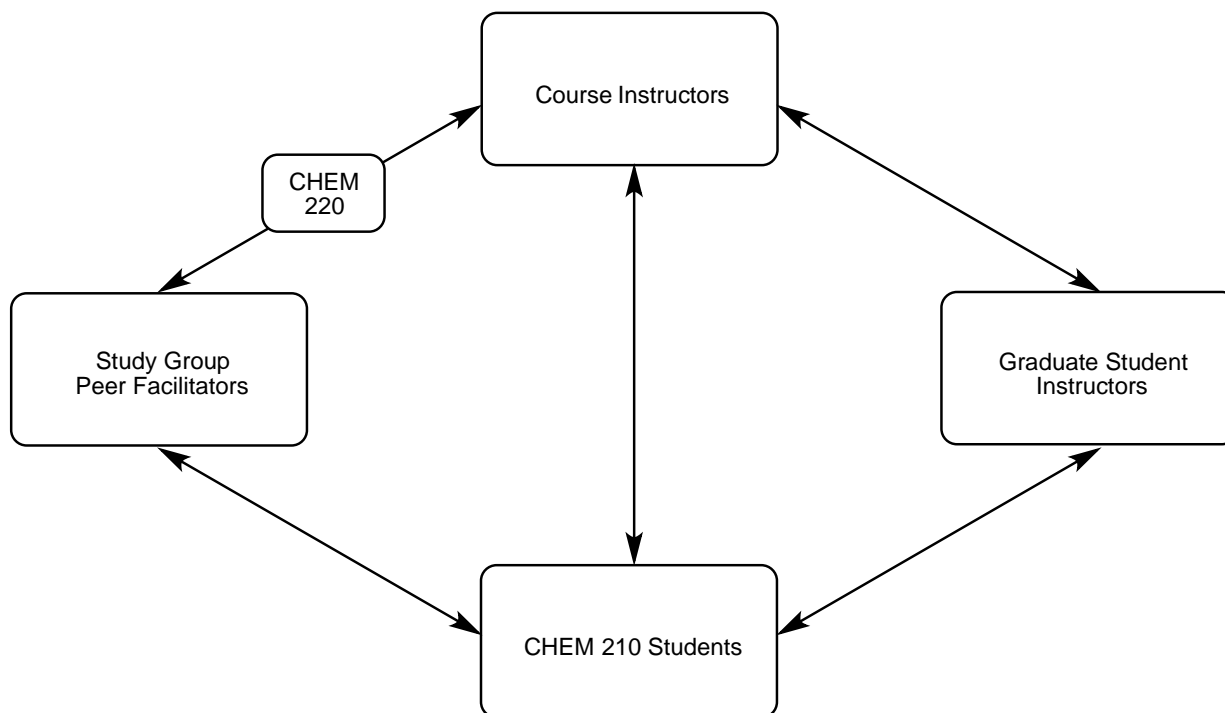 Course Instructors
CHEM
220
Study Group
Peer Facilitators
Graduate Student
Instructors
CHEM 210 Students